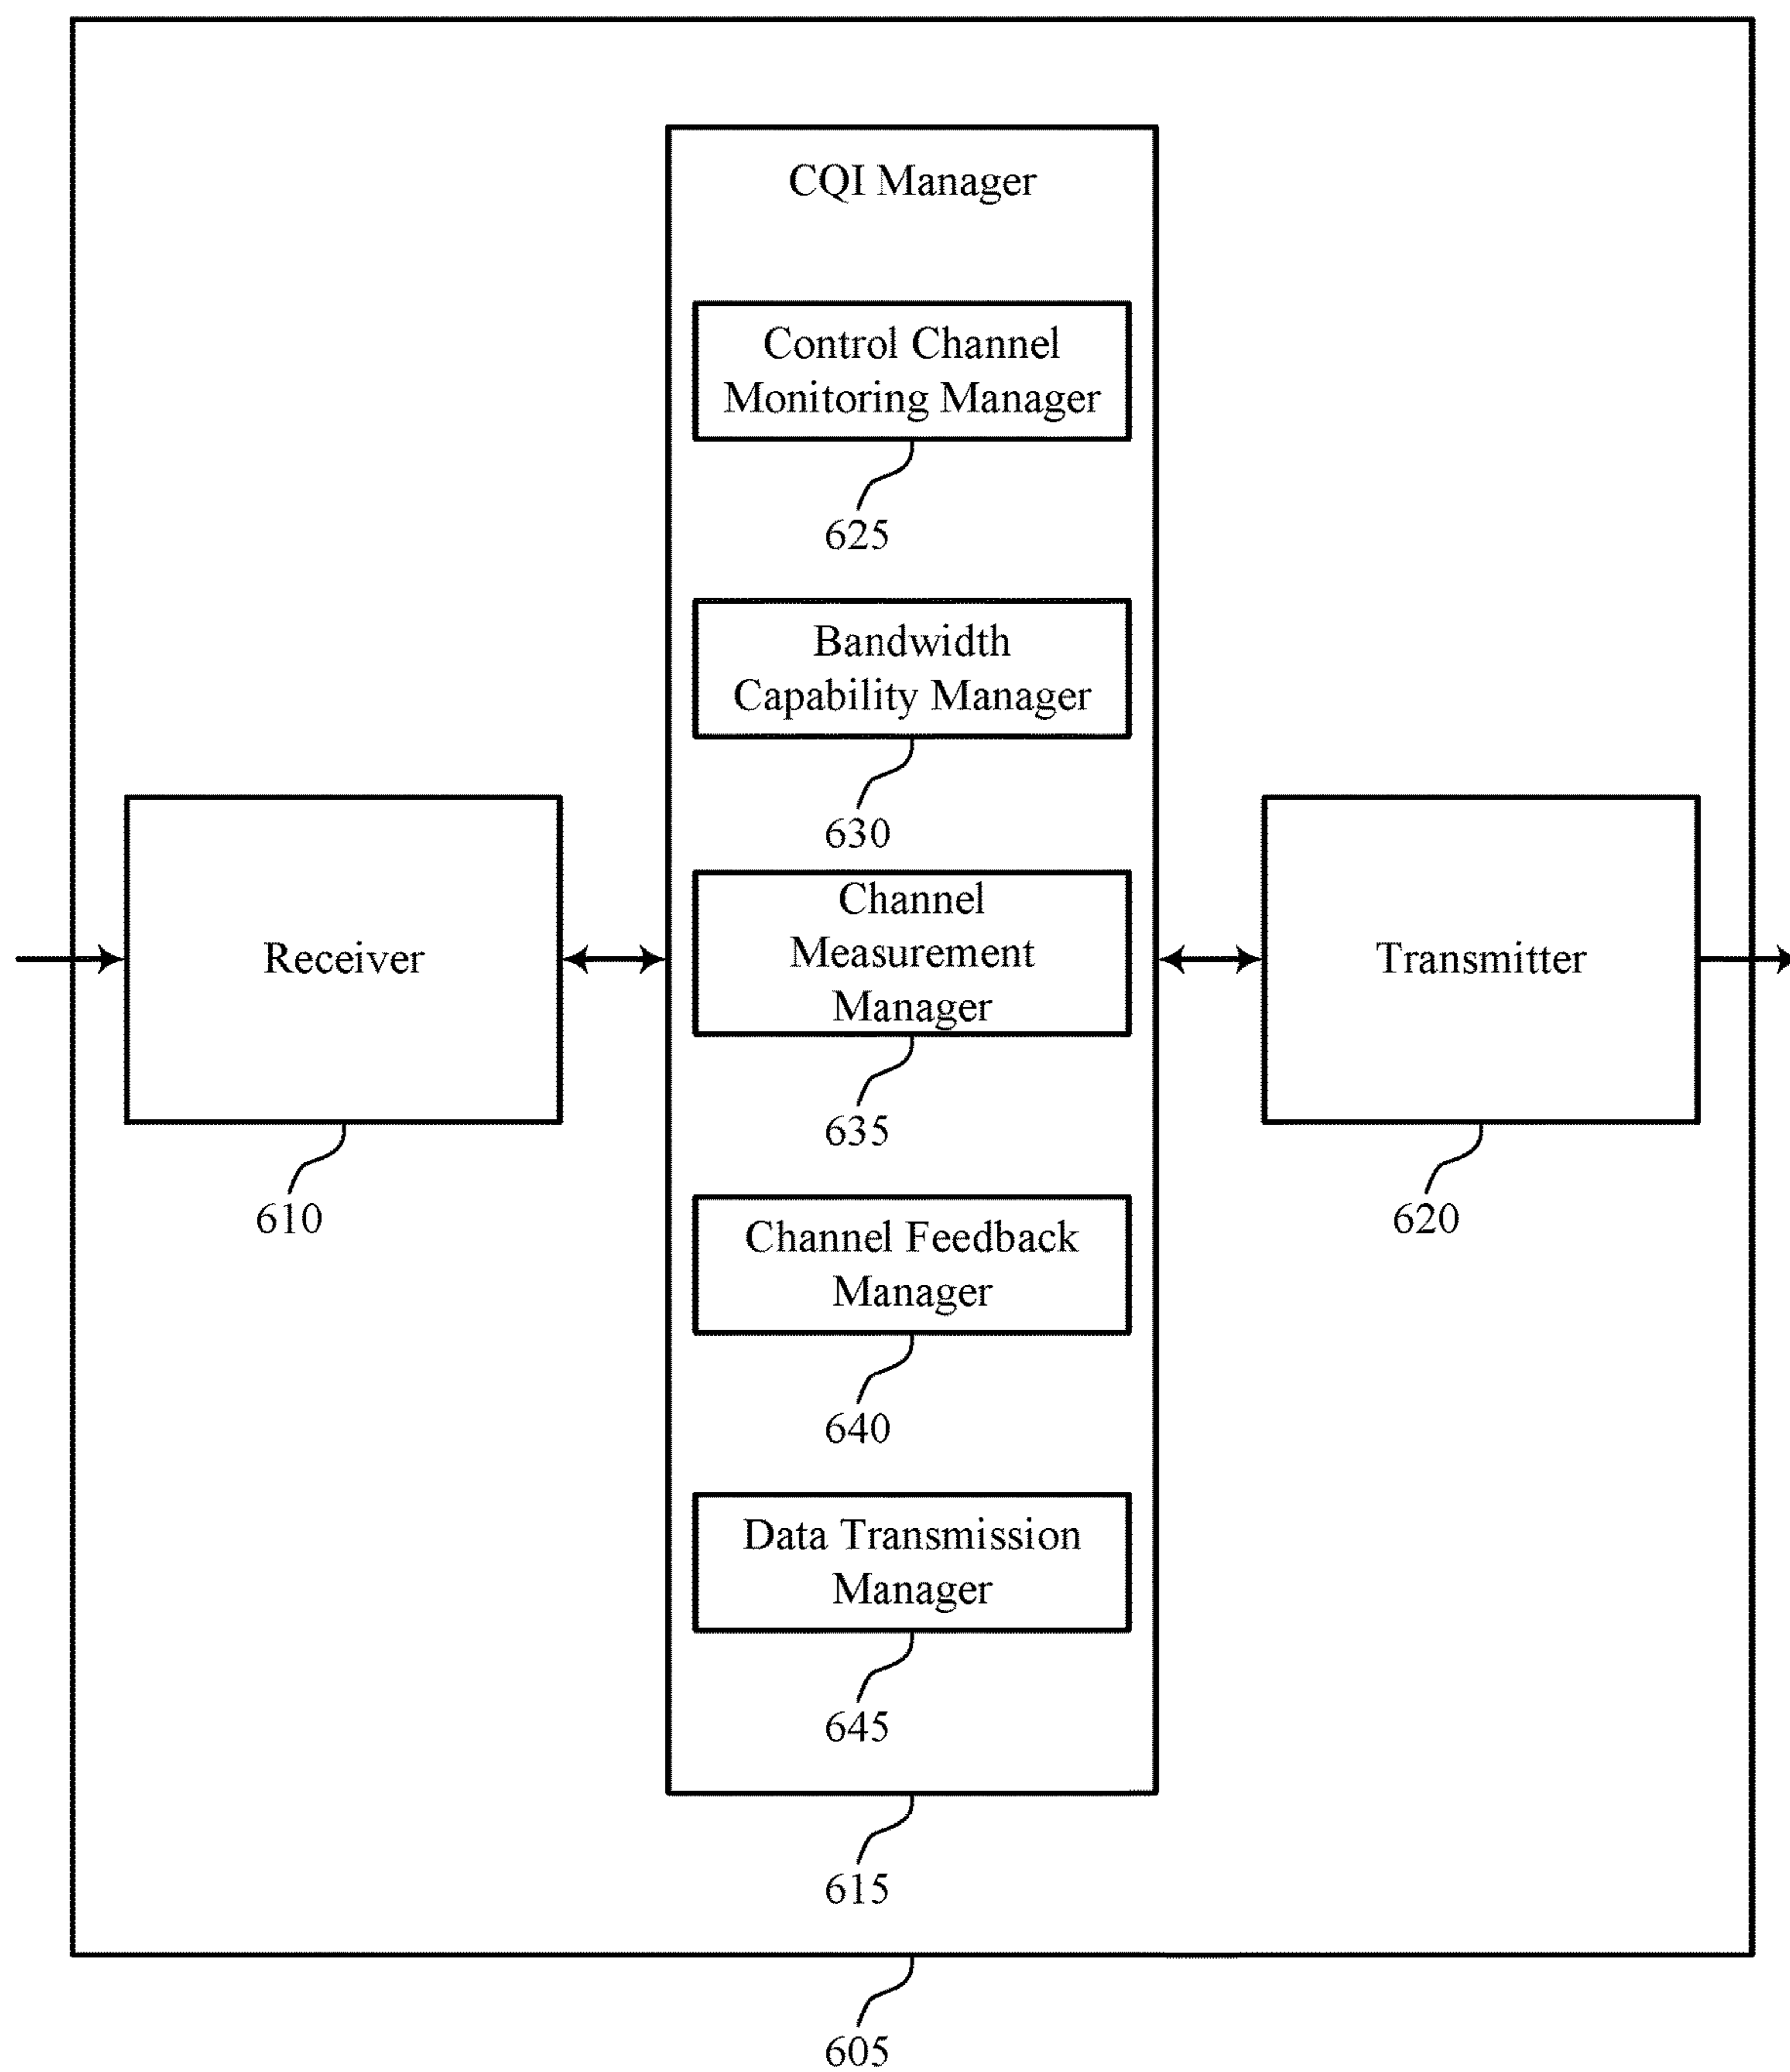 CQI Manager
Control Channel
Monitoring Manager
625
Bandwidth
Capability Manager
630
Receiver
610
Channel
Measurement
Manager
635
Transmitter
620
Channel Feedback
Manager
640
Data Transmission
Manager
645
615
605